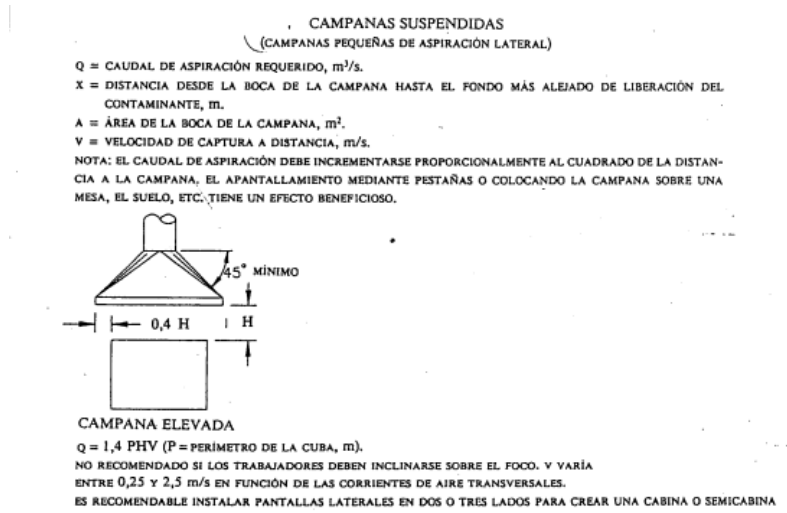 CAMPANAS SUSPENDIDAS
(CAMPANAS PEQUEÑAS DE ASPIRACIÓN LATERAL)
Q = CAUDAL DE ASPIRACIÓN REQUERIDO, m³/s.
X = DISTANCIA DESDE LA BOCA DE LA CAMPANA HASTA EL FONDO MÁS ALEJADO DE LIBERACIÓN DEL
CONTAMINANTE, m.
A = ÁREA DE LA BOCA DE LA CAMPANA, m².
V = VELOCIDAD DE CAPTURA A DISTANCIA, m/s.
NOTA: EL CAUDAL DE ASPIRACIÓN DEBE INCREMENTARSE PROPORCIONALMENTE AL CUADRADO DE LA DISTAN-
CIA A LA CAMPANA. EL APANTALLAMIENTO MEDIANTE PESTAÑAS O COLOCANDO LA CAMPANA SOBRE UNA
MESA, EL SUELO, ETC. TIENE UN EFECTO BENEFICIOSO.
45° MÍNIMO
0,4 H
H
CAMPANA ELEVADA
Q = 1,4 PHV (P = PERÍMETRO DE LA CUBA, m).
NO RECOMENDADO SI LOS TRABAJADORES DEBEN INCLINARSE SOBRE EL FOCO. V VARÍA
ENTRE 0,25 Y 2,5 m/s EN FUNCIÓN DE LAS CORRIENTES DE AIRE TRANSVERSALES.
ES RECOMENDABLE INSTALAR PANTALLAS LATERALES EN DOS O TRES LADOS PARA CREAR UNA CABINA O SEMICABINA